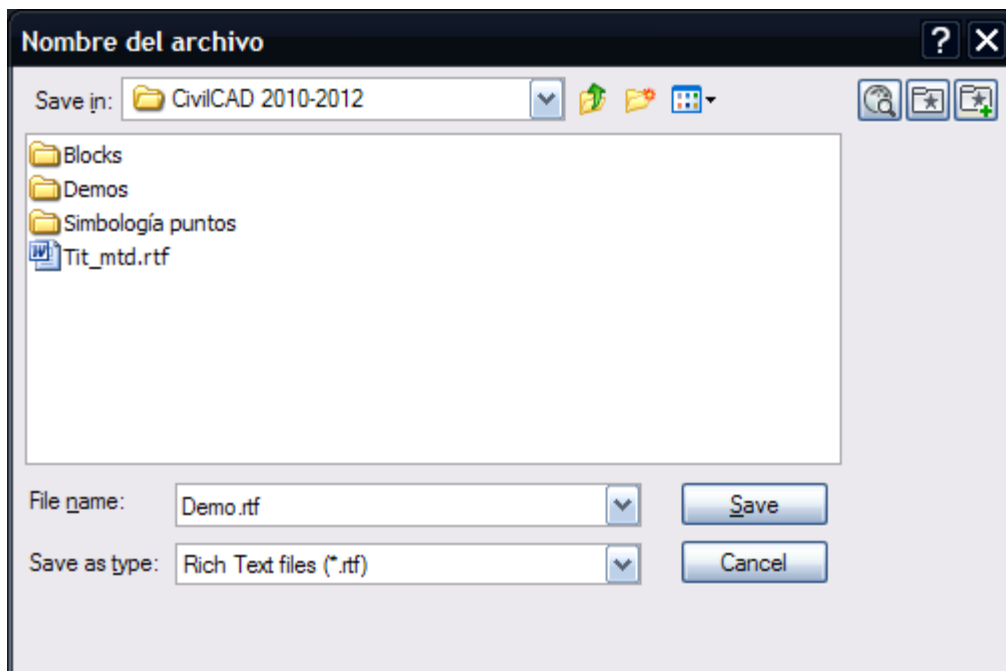 Nombre del archivo
Save in: CivilCAD 2010-2012
Blocks
Demos
Simbología puntos
Tit_mtd.rtf
File name: Demo.rtf Save
Save as type: Rich Text files (*.rtf) Cancel